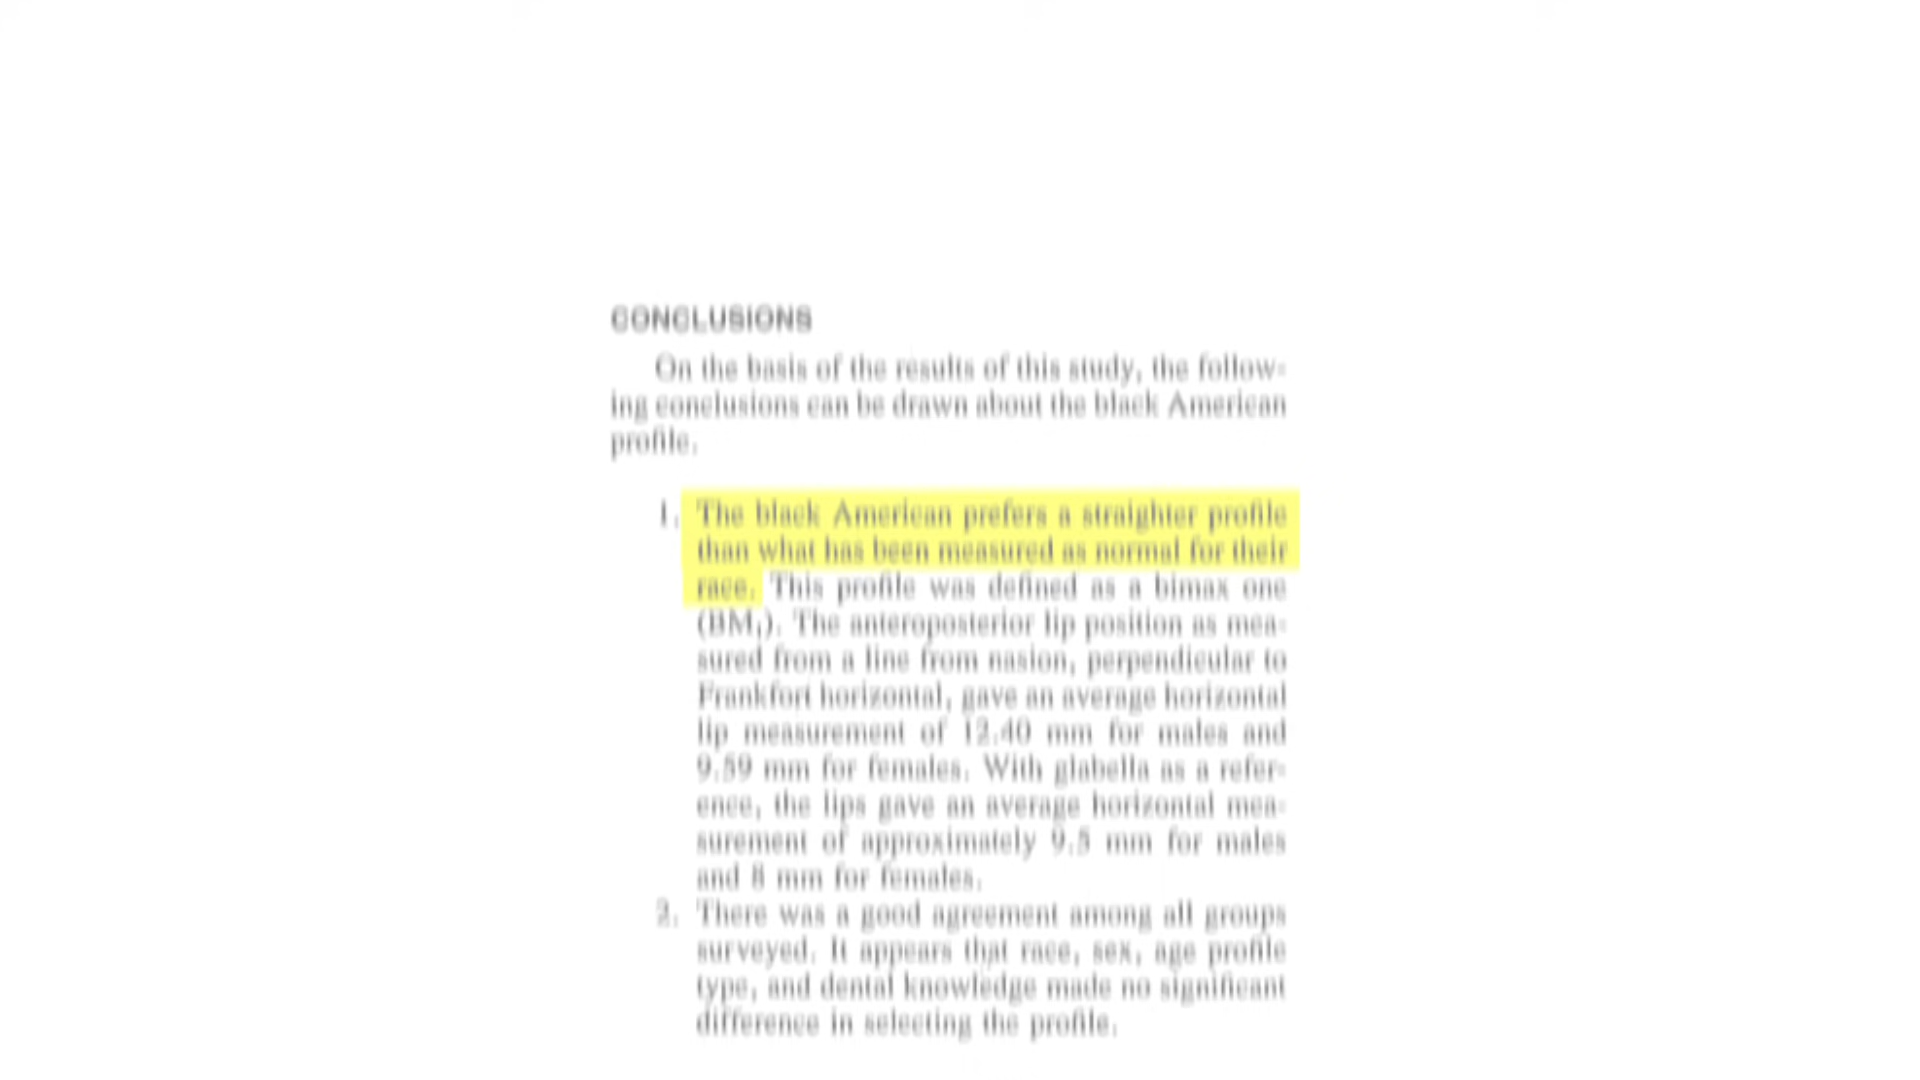 CONCLUSIONS
On the basis of the results of this study, the follow-
ing conclusions can be drawn about the black American
profile.
1. The black American prefers a straighter profile
than what has been measured as normal for their
race. This profile was defined as a bimax one
(BM₁). The anteroposterior lip position as mea-
sured from a line from nasion, perpendicular to
Frankfort horizontal, gave an average horizontal
lip measurement of 12.40 mm for males and
9.59 mm for females. With glabella as a refer-
ence, the lips gave an average horizontal mea-
surement of approximately 9.5 mm for males
and 8 mm for females.
2. There was a good agreement among all groups
surveyed. It appears that race, sex, age profile
type, and dental knowledge made no significant
difference in selecting the profile.